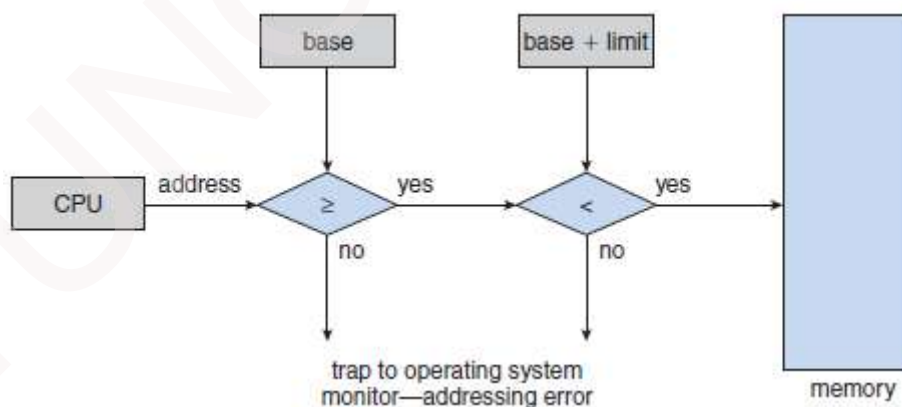 base
base + limit
CPU
address
≥
yes
<
yes
no
no
trap to operating system
monitor—addressing error
memory